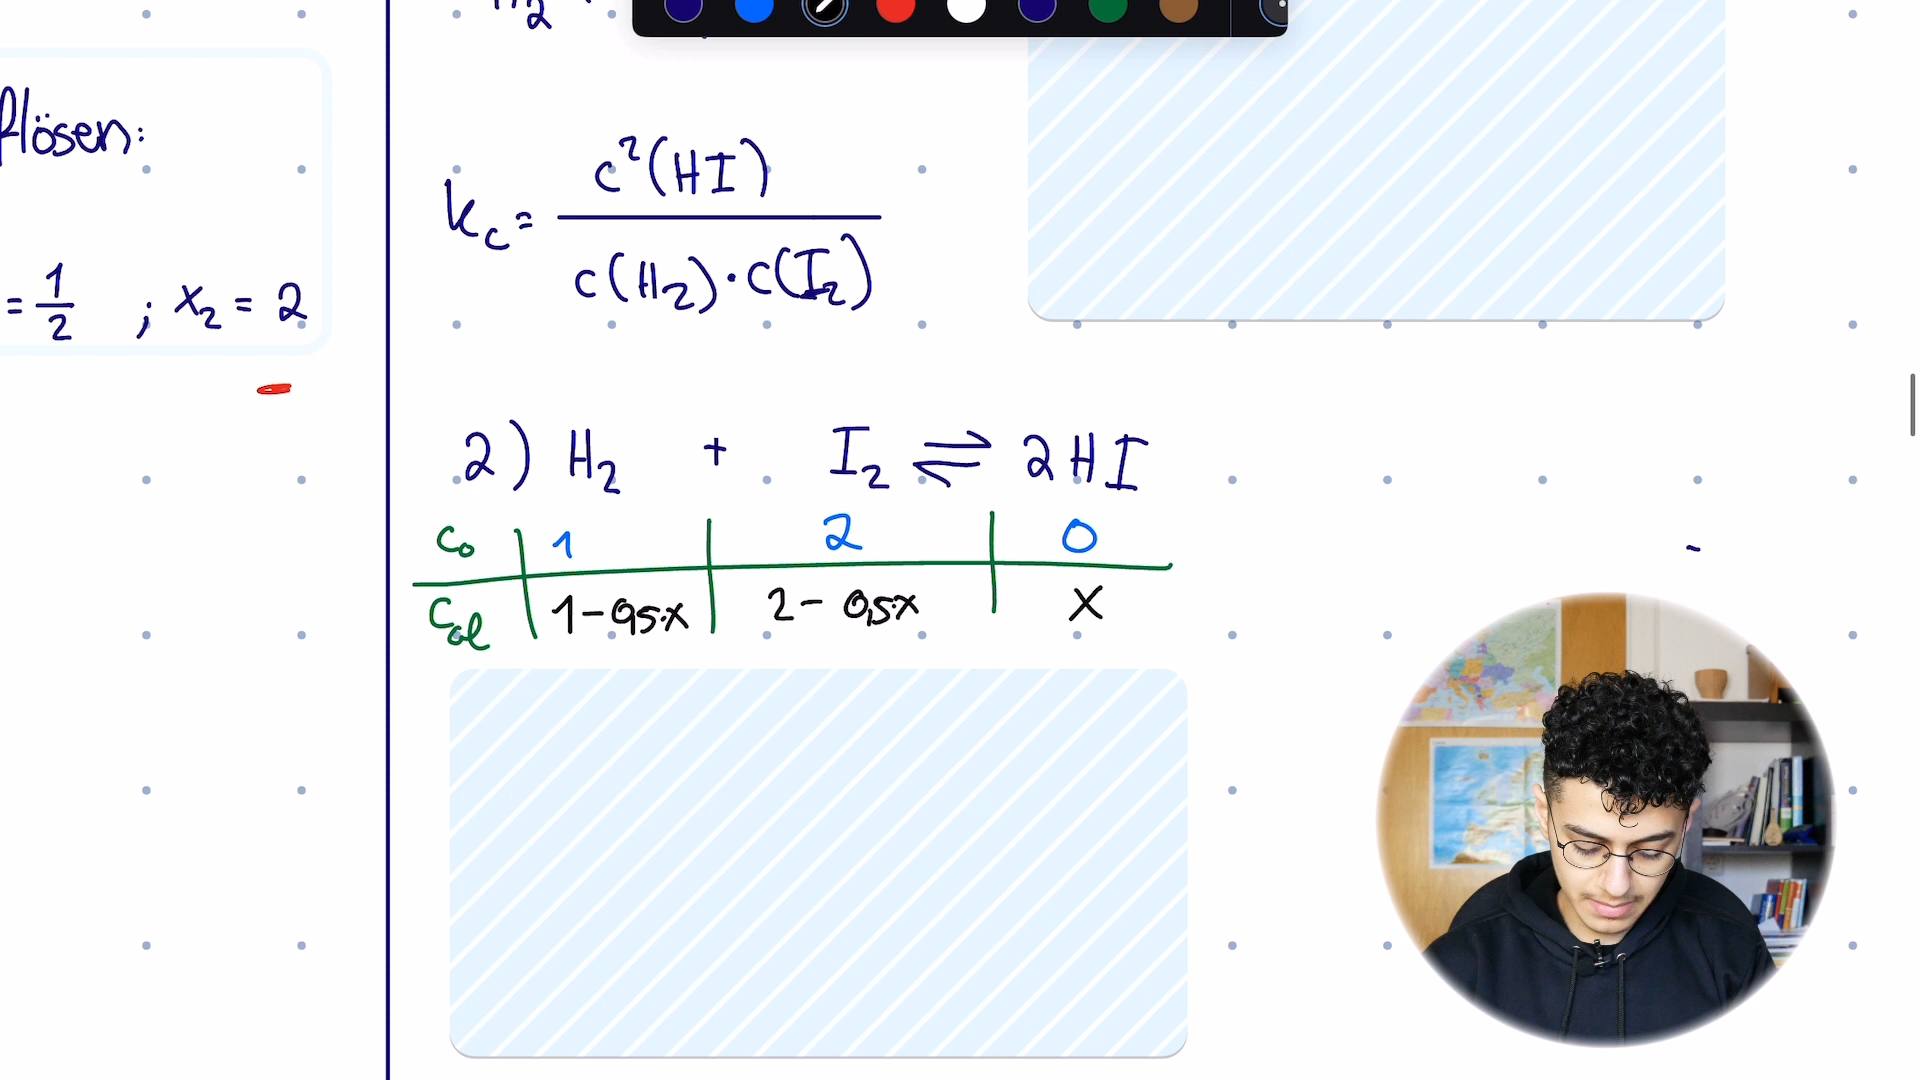 flösen:
= 1/2 ; x₂ = 2
k_c = c²(HI) / c(H₂)·c(I₂)
2) H₂ + I₂ ⇌ 2HI
c₀ | 1 | 2 | 0
c_Gl | 1-0,5·x | 2-0,5·x | x